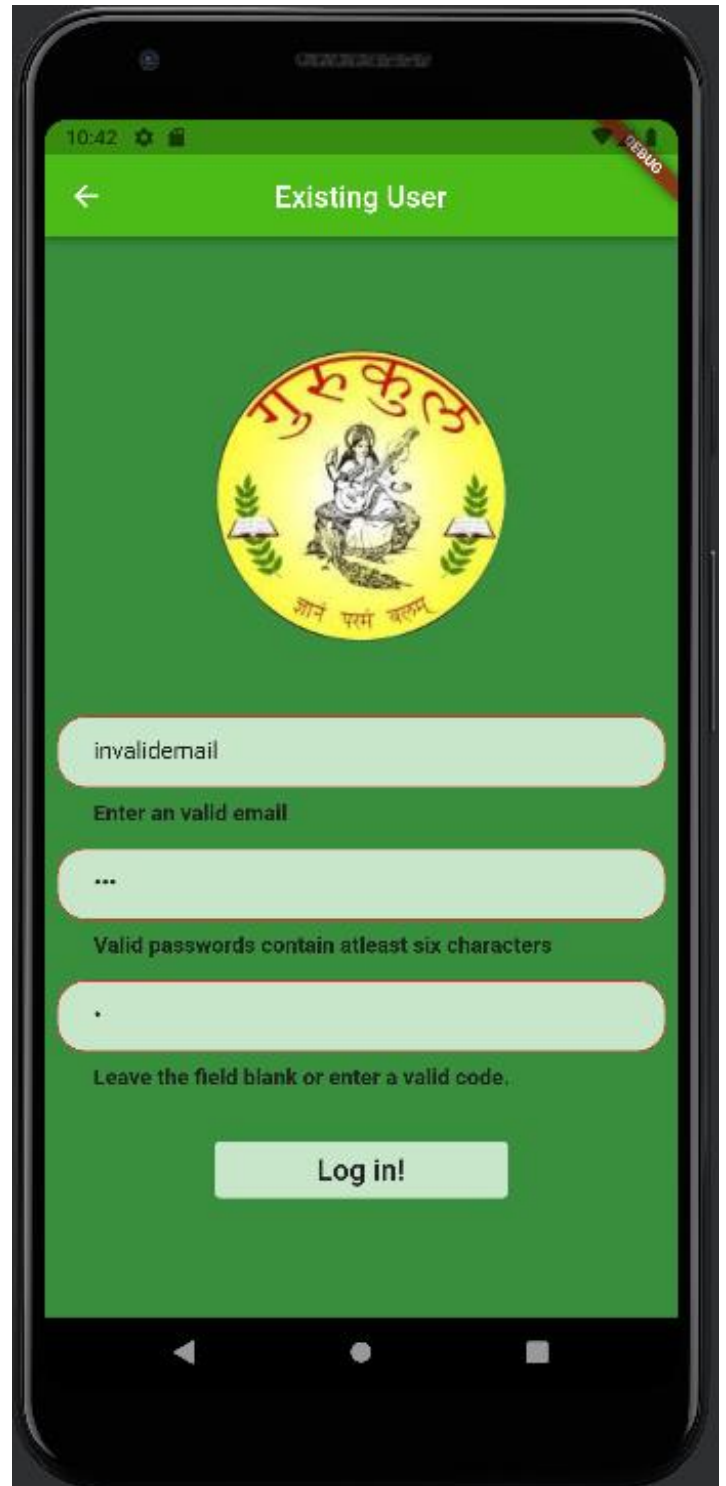 10:42
DEBUG
Existing User
गुरुकुल
ज्ञानं परमं बलम्
invalidemail
Enter an valid email
•••
Valid passwords contain atleast six characters
•
Leave the field blank or enter a valid code.
Log in!